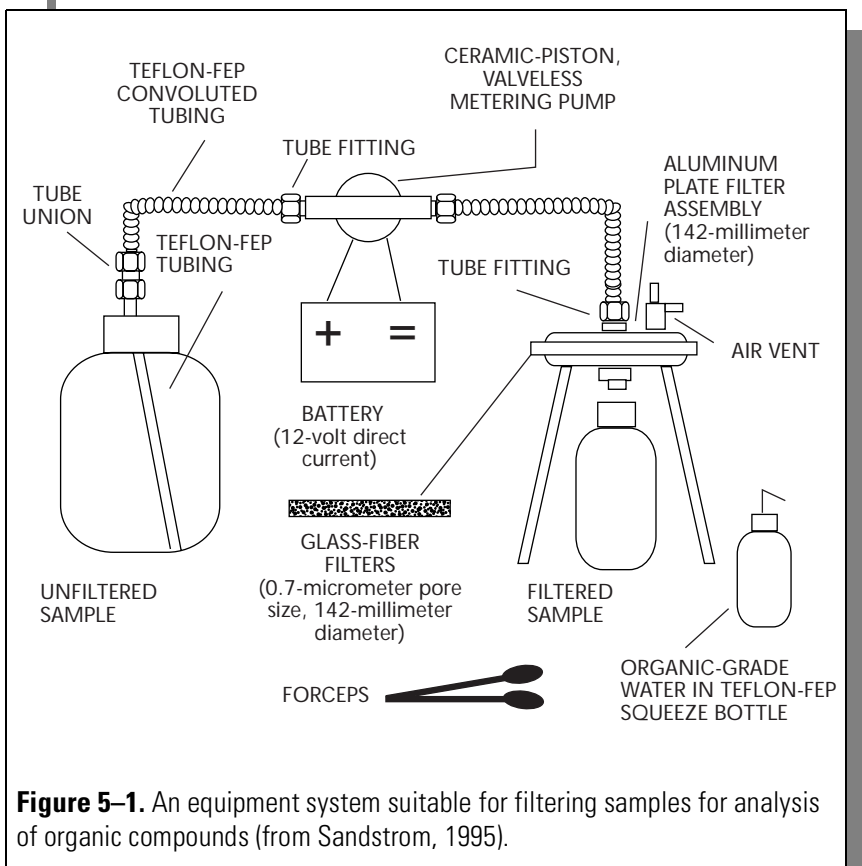 TEFLON-FEP
CONVOLUTED
TUBING
CERAMIC-PISTON,
VALVELESS
METERING PUMP
TUBE FITTING
TUBE
UNION
TEFLON-FEP
TUBING
ALUMINUM
PLATE FILTER
ASSEMBLY
(142-millimeter
diameter)
TUBE FITTING
+ =
AIR VENT
BATTERY
(12-volt direct
current)
GLASS-FIBER
FILTERS
(0.7-micrometer pore
size, 142-millimeter
diameter)
UNFILTERED
SAMPLE
FILTERED
SAMPLE
ORGANIC-GRADE
WATER IN TEFLON-FEP
SQUEEZE BOTTLE
FORCEPS
Figure 5–1. An equipment system suitable for filtering samples for analysis
of organic compounds (from Sandstrom, 1995).